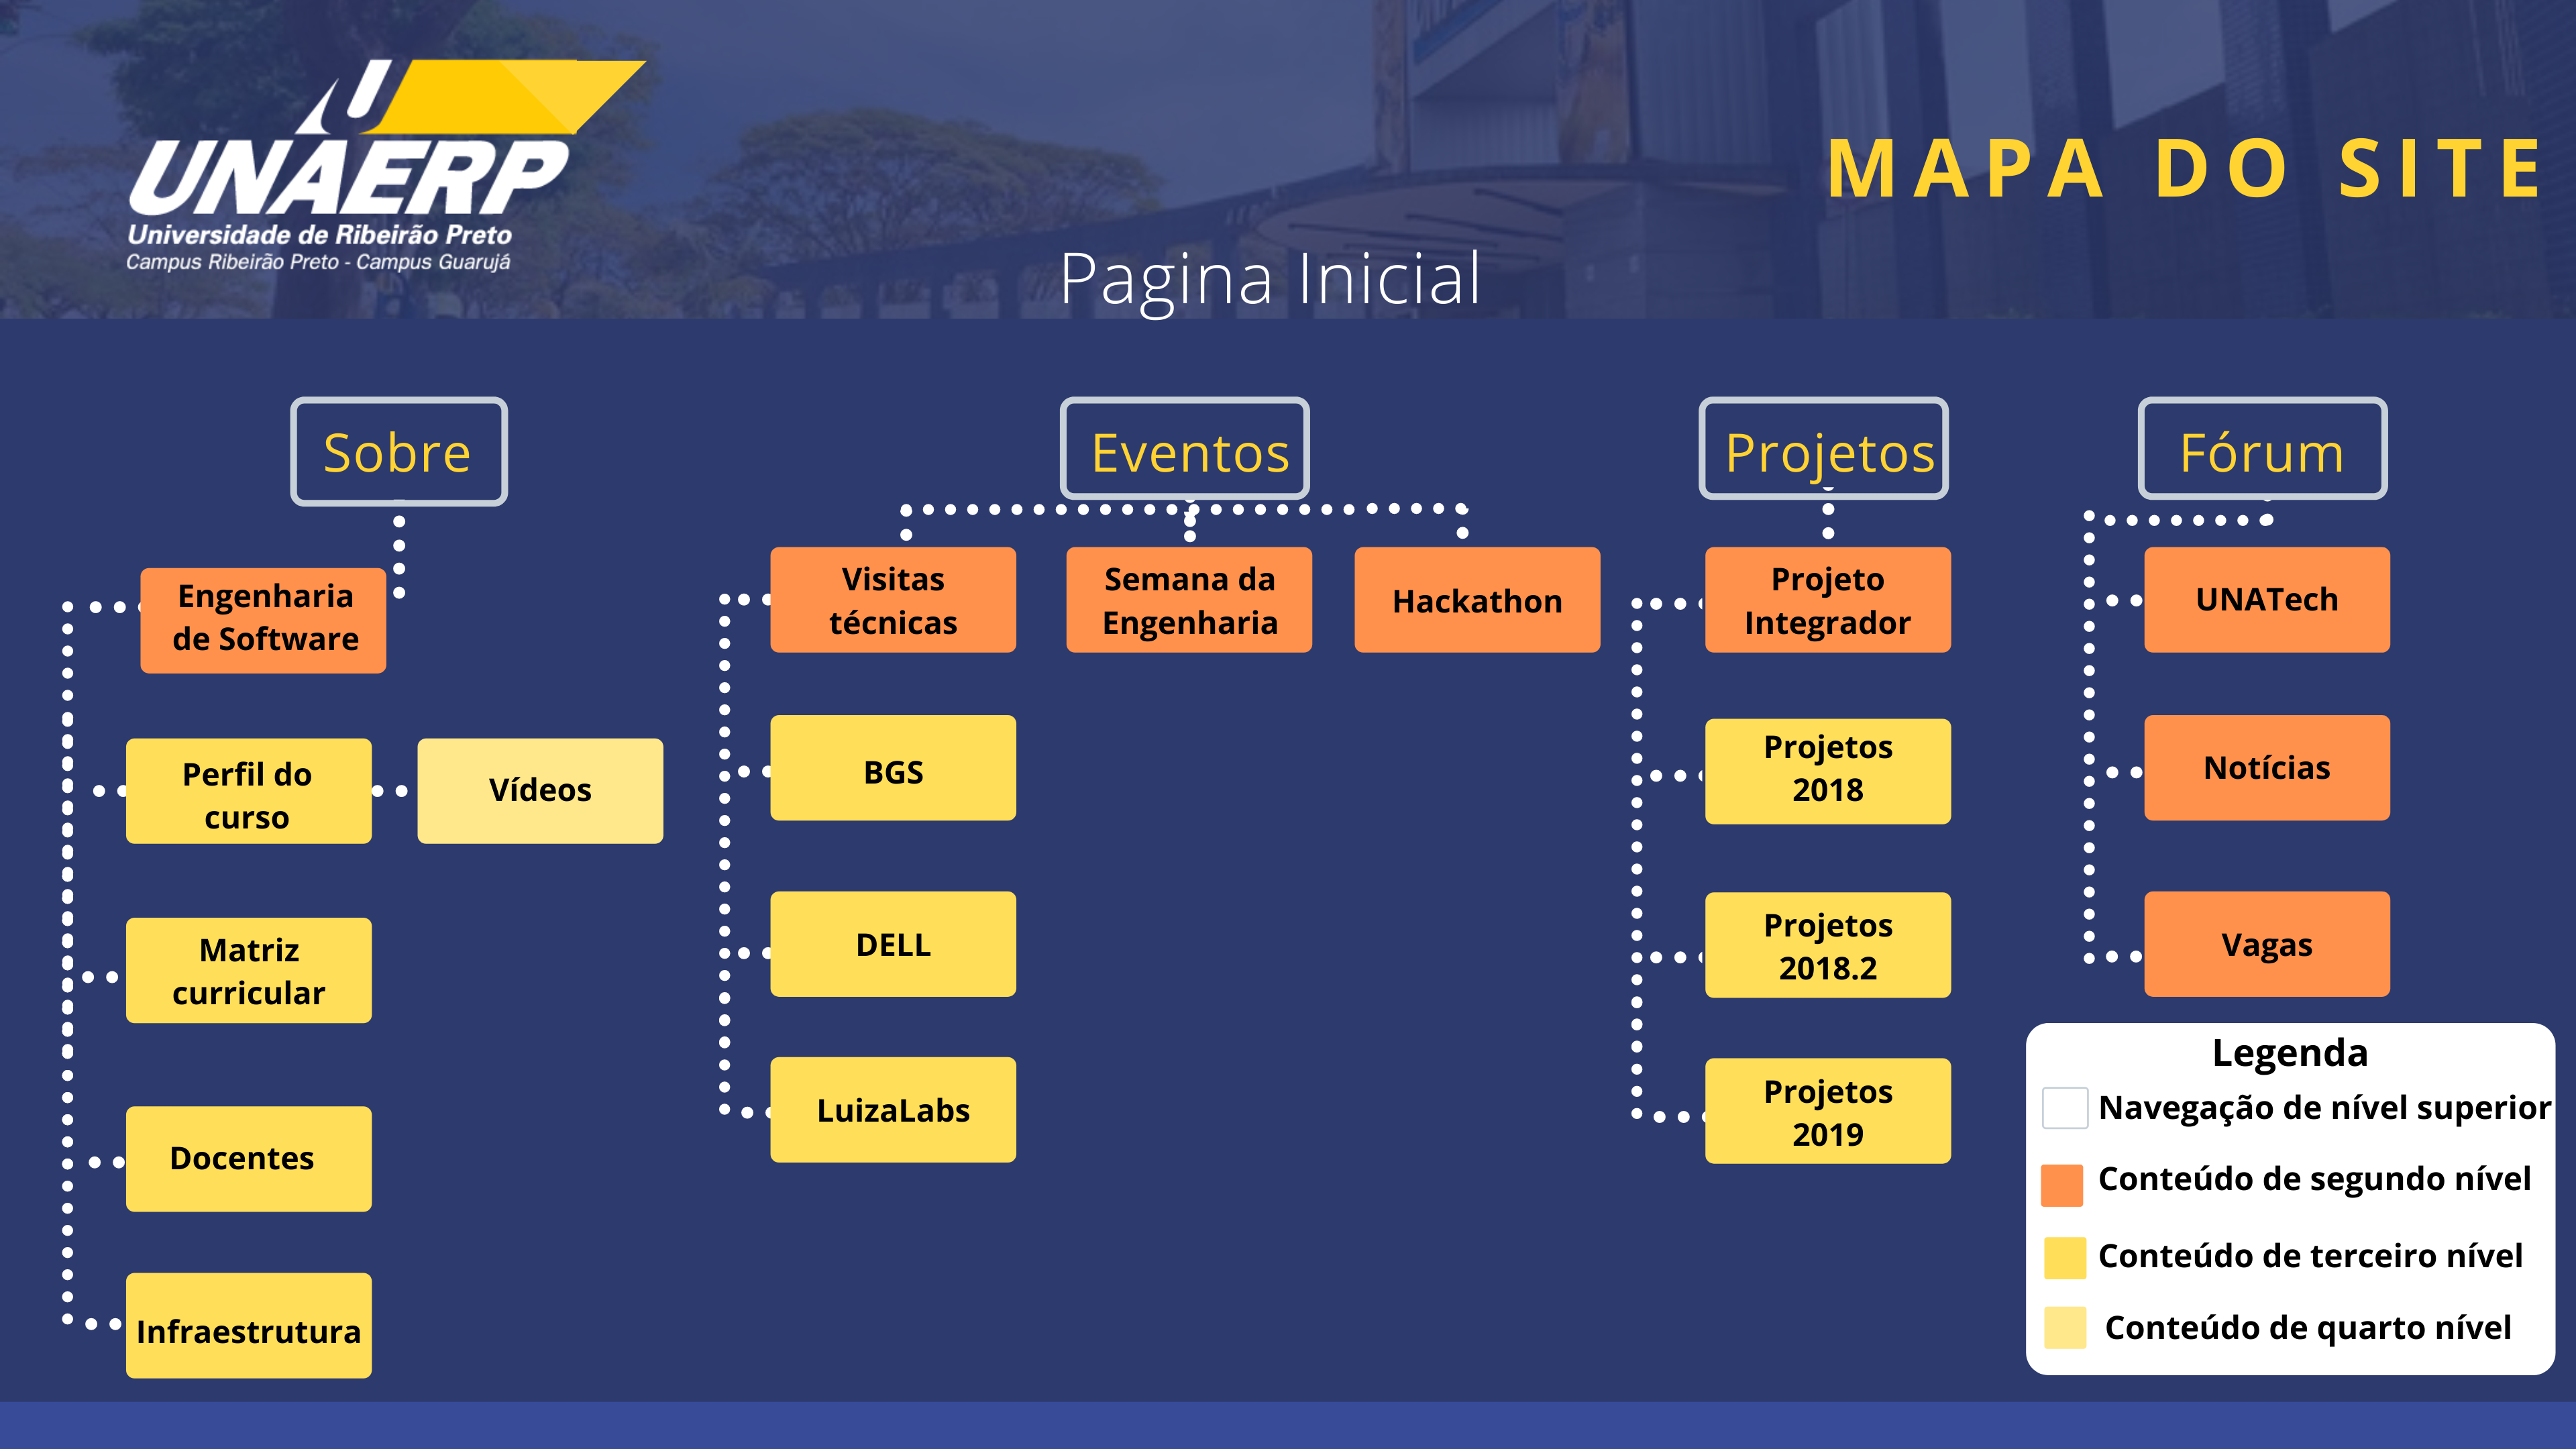 UNAERP
Universidade de Ribeirão Preto
Campus Ribeirão Preto - Campus Guarujá
MAPA DO SITE
Pagina Inicial
Sobre
Engenharia
de Software
Perfil do
curso
Vídeos
Matriz
curricular
Docentes
Infraestrutura
Eventos
Visitas
técnicas
Semana da
Engenharia
Hackathon
BGS
DELL
LuizaLabs
Projetos
Projeto
Integrador
Projetos
2018
Projetos
2018.2
Projetos
2019
Fórum
UNATech
Notícias
Vagas
Legenda
Navegação de nível superior
Conteúdo de segundo nível
Conteúdo de terceiro nível
Conteúdo de quarto nível